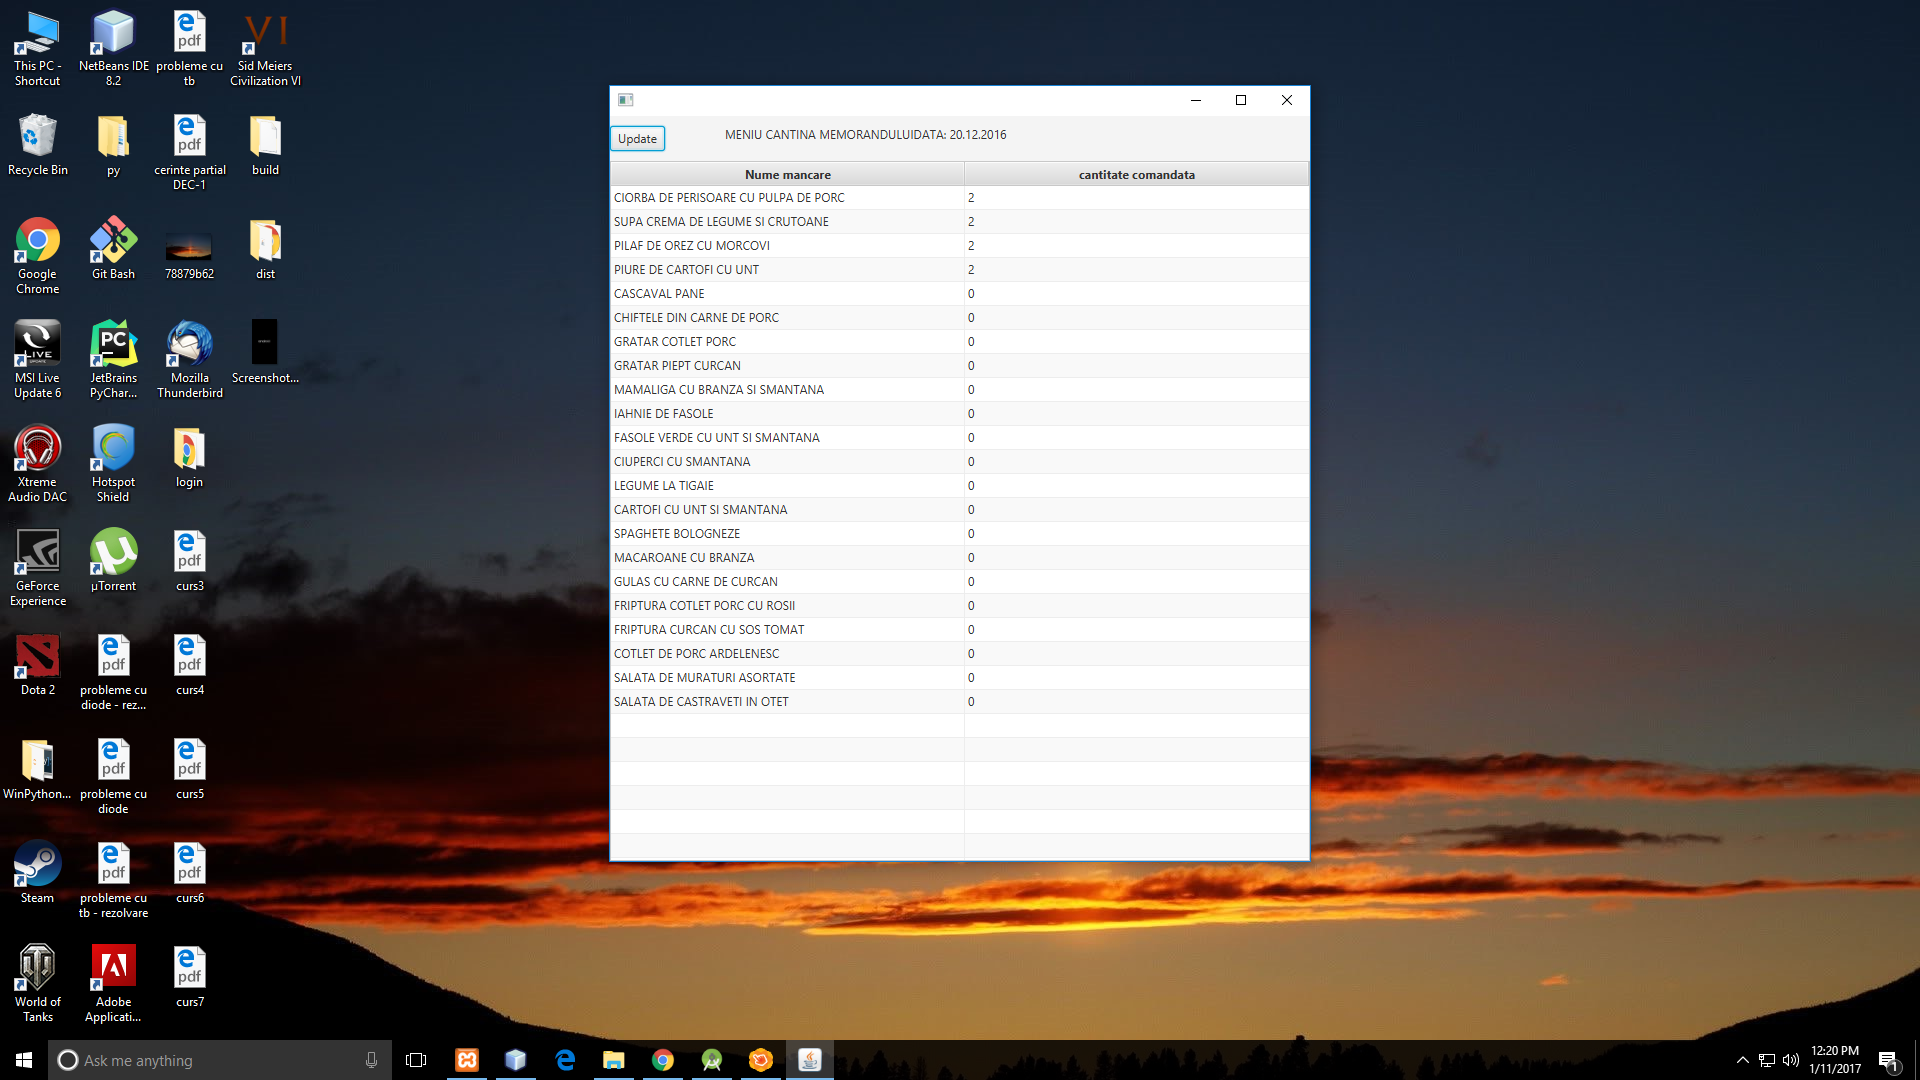 This PC -
Shortcut
NetBeans IDE
8.2
probleme cu
tb
Sid Meiers
Civilization VI
Recycle Bin
py
cerinte partial
DEC-1
build
Google
Chrome
Git Bash
78879b62
dist
MSI Live
Update 6
JetBrains
PyChar...
Mozilla
Thunderbird
Screenshot...
Xtreme
Audio DAC
Hotspot
Shield
login
GeForce
Experience
µTorrent
curs3
Dota 2
probleme cu
diode - rez...
curs4
WinPython...
probleme cu
diode
curs5
Steam
probleme cu
tb - rezolvare
curs6
World of
Tanks
Adobe
Applicati...
curs7
Update
MENIU CANTINA MEMORANDULUIDATA: 20.12.2016
Nume mancare cantitate comandata
CIORBA DE PERISOARE CU PULPA DE PORC 2
SUPA CREMA DE LEGUME SI CRUTOANE 2
PILAF DE OREZ CU MORCOVI 2
PIURE DE CARTOFI CU UNT 2
CASCAVAL PANE 0
CHIFTELE DIN CARNE DE PORC 0
GRATAR COTLET PORC 0
GRATAR PIEPT CURCAN 0
MAMALIGA CU BRANZA SI SMANTANA 0
IAHNIE DE FASOLE 0
FASOLE VERDE CU UNT SI SMANTANA 0
CIUPERCI CU SMANTANA 0
LEGUME LA TIGAIE 0
CARTOFI CU UNT SI SMANTANA 0
SPAGHETE BOLOGNEZE 0
MACAROANE CU BRANZA 0
GULAS CU CARNE DE CURCAN 0
FRIPTURA COTLET PORC CU ROSII 0
FRIPTURA CURCAN CU SOS TOMAT 0
COTLET DE PORC ARDELENESC 0
SALATA DE MURATURI ASORTATE 0
SALATA DE CASTRAVETI IN OTET 0
Ask me anything
12:20 PM
1/11/2017
1